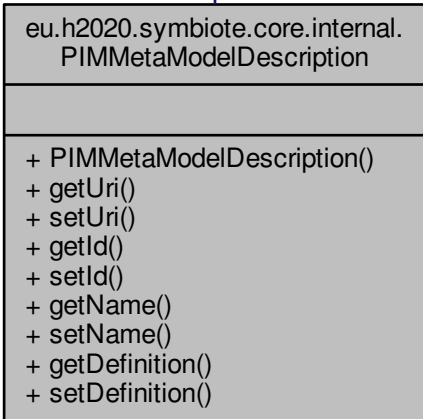 eu.h2020.symbiote.core.internal.
PIMMetaModelDescription
+ PIMMetaModelDescription()
+ getUri()
+ setUri()
+ getId()
+ setId()
+ getName()
+ setName()
+ getDefinition()
+ setDefinition()